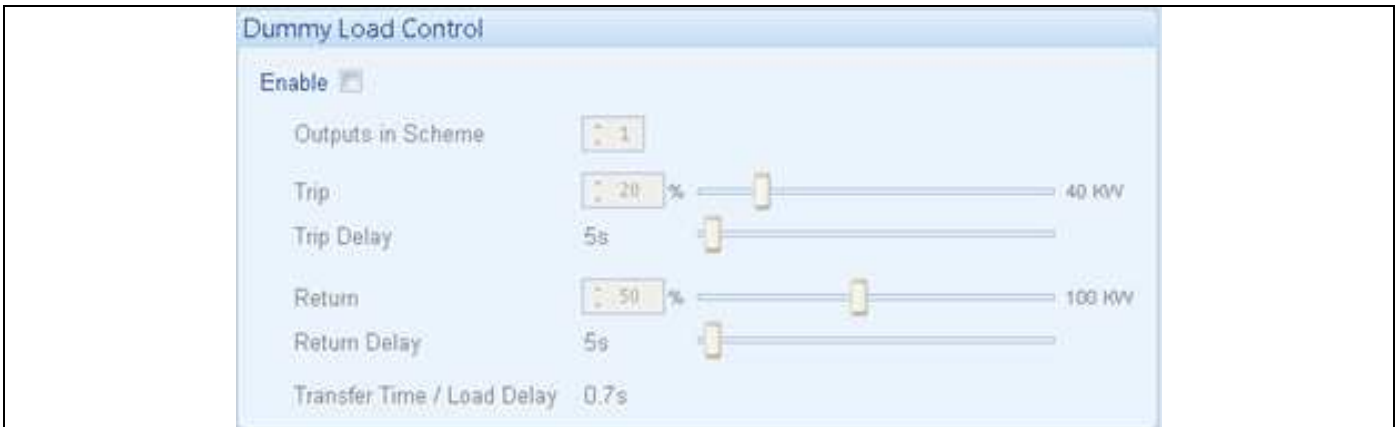 Dummy Load Control
Enable
Outputs in Scheme 1
Trip 20 % 40 KW
Trip Delay 5s
Return 50 % 100 KW
Return Delay 5s
Transfer Time / Load Delay 0.7s